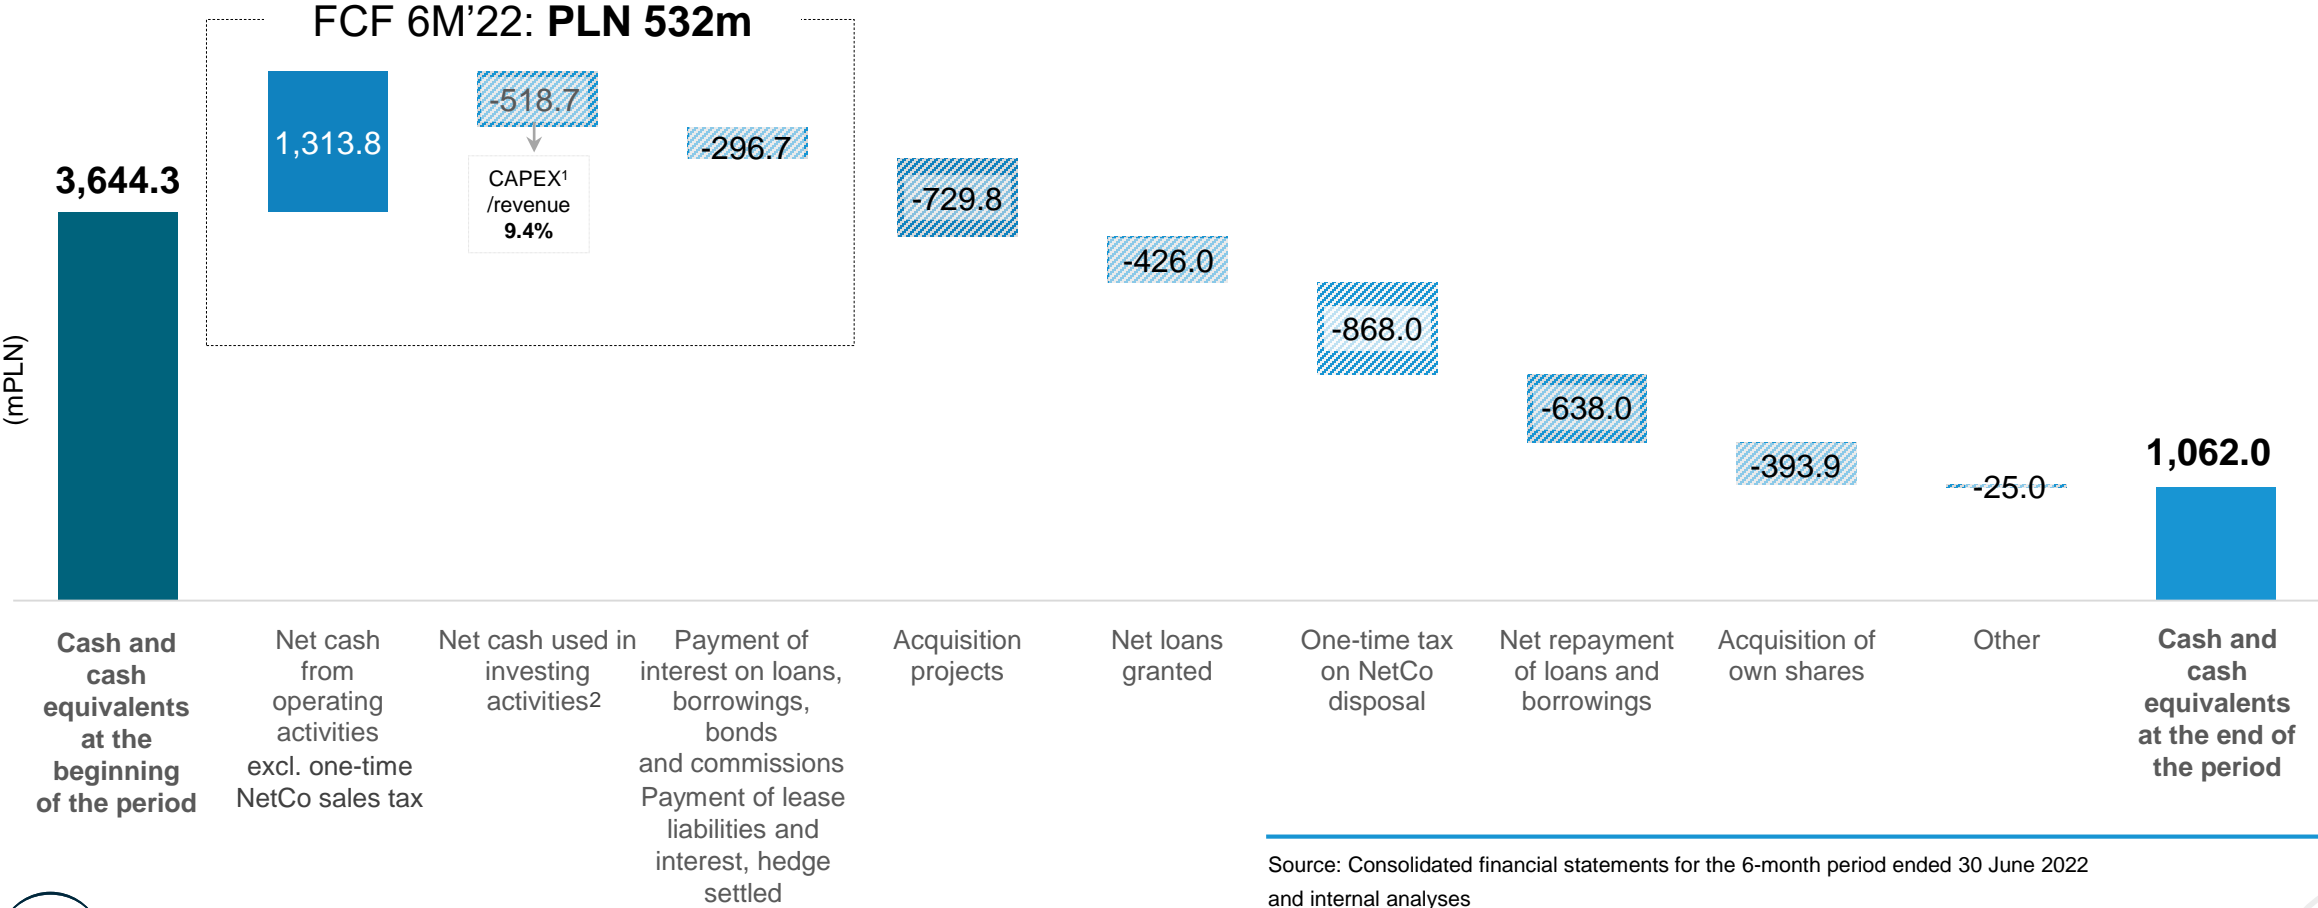 FCF 6M’22: PLN 532m
3,644.3
1,313.8
-518.7
CAPEX¹
/revenue
9.4%
-296.7
-729.8
-426.0
-868.0
-638.0
-393.9
-25.0
1,062.0
(mPLN)
Cash and
cash
equivalents
at the
beginning
of the period
Net cash
from
operating
activities
excl. one-time
NetCo sales tax
Net cash used in
investing
activities2
Payment of
interest on loans,
borrowings,
bonds
and commissions
Payment of lease
liabilities and
interest, hedge
settled
Acquisition
projects
Net loans
granted
One-time tax
on NetCo
disposal
Net repayment
of loans and
borrowings
Acquisition of
own shares
Other
Cash and
cash
equivalents
at the end of
the period
Source: Consolidated financial statements for the 6-month period ended 30 June 2022
and internal analyses